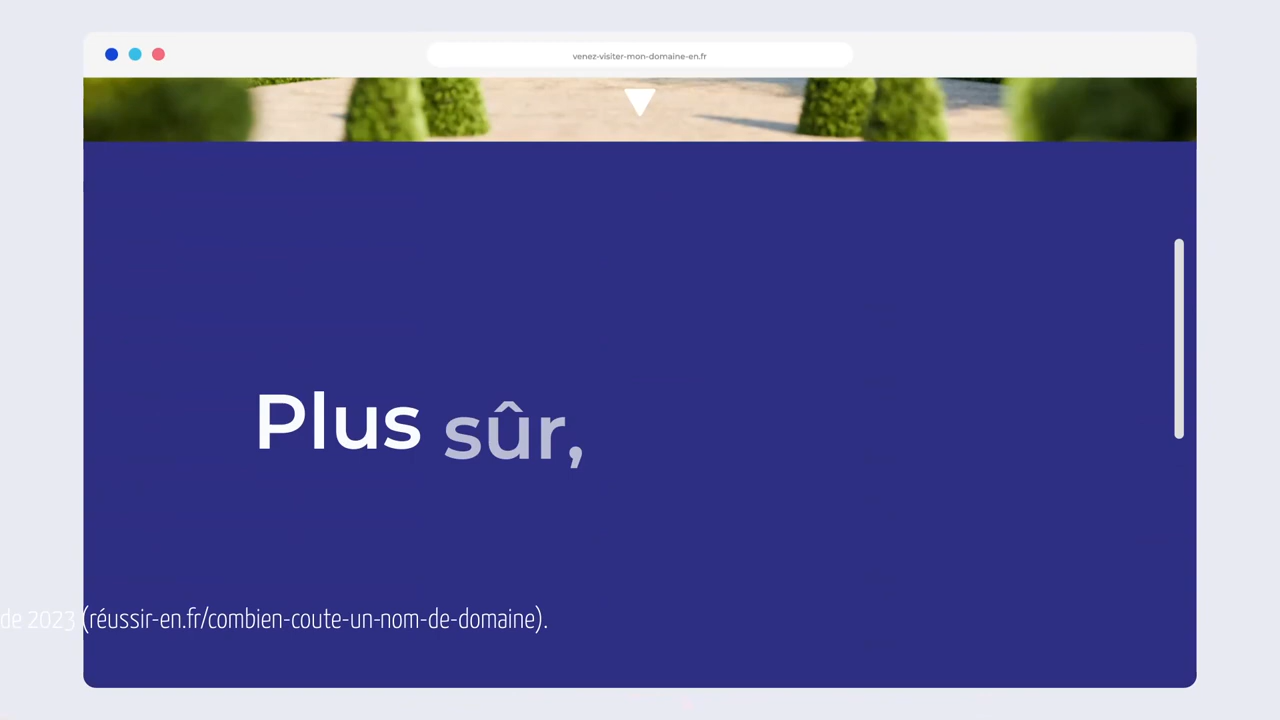 venez-visiter-mon-domaine-en.fr
Plus sûr,
de 2023 (réussir-en.fr/combien-coute-un-nom-de-domaine).